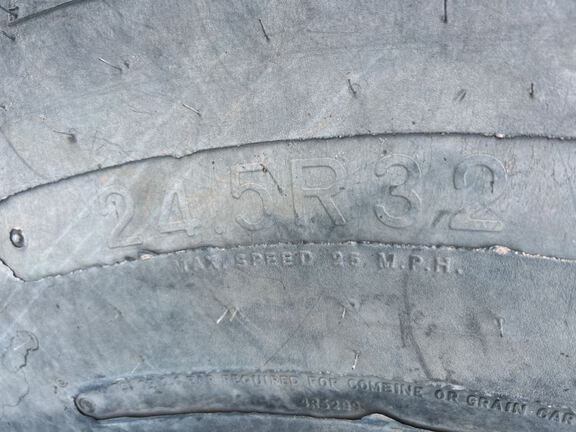 24.5R32
MAX. SPEED 25 M.P.H.
REQUIRED FOR COMBINE OR GRAIN CAR